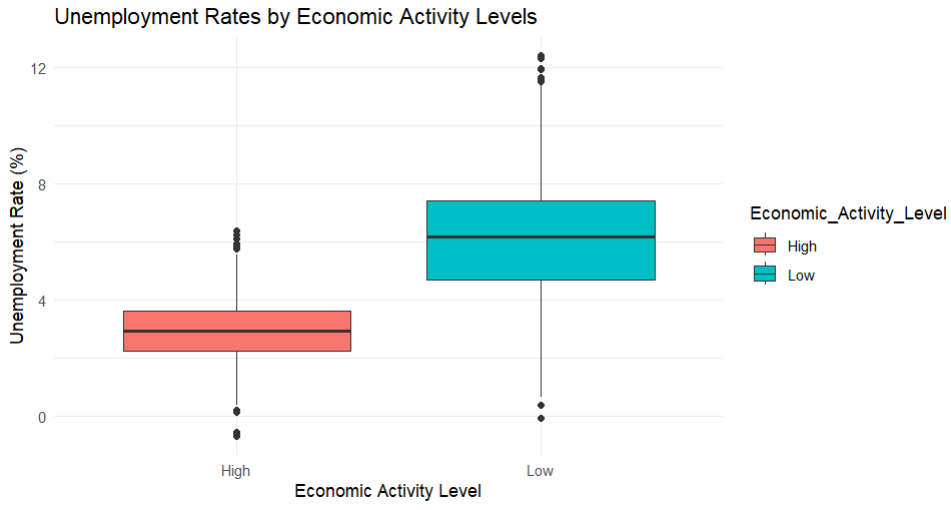 Unemployment Rates by Economic Activity Levels
12
8
4
0
Unemployment Rate (%)
High
Low
Economic Activity Level
Economic_Activity_Level
High
Low